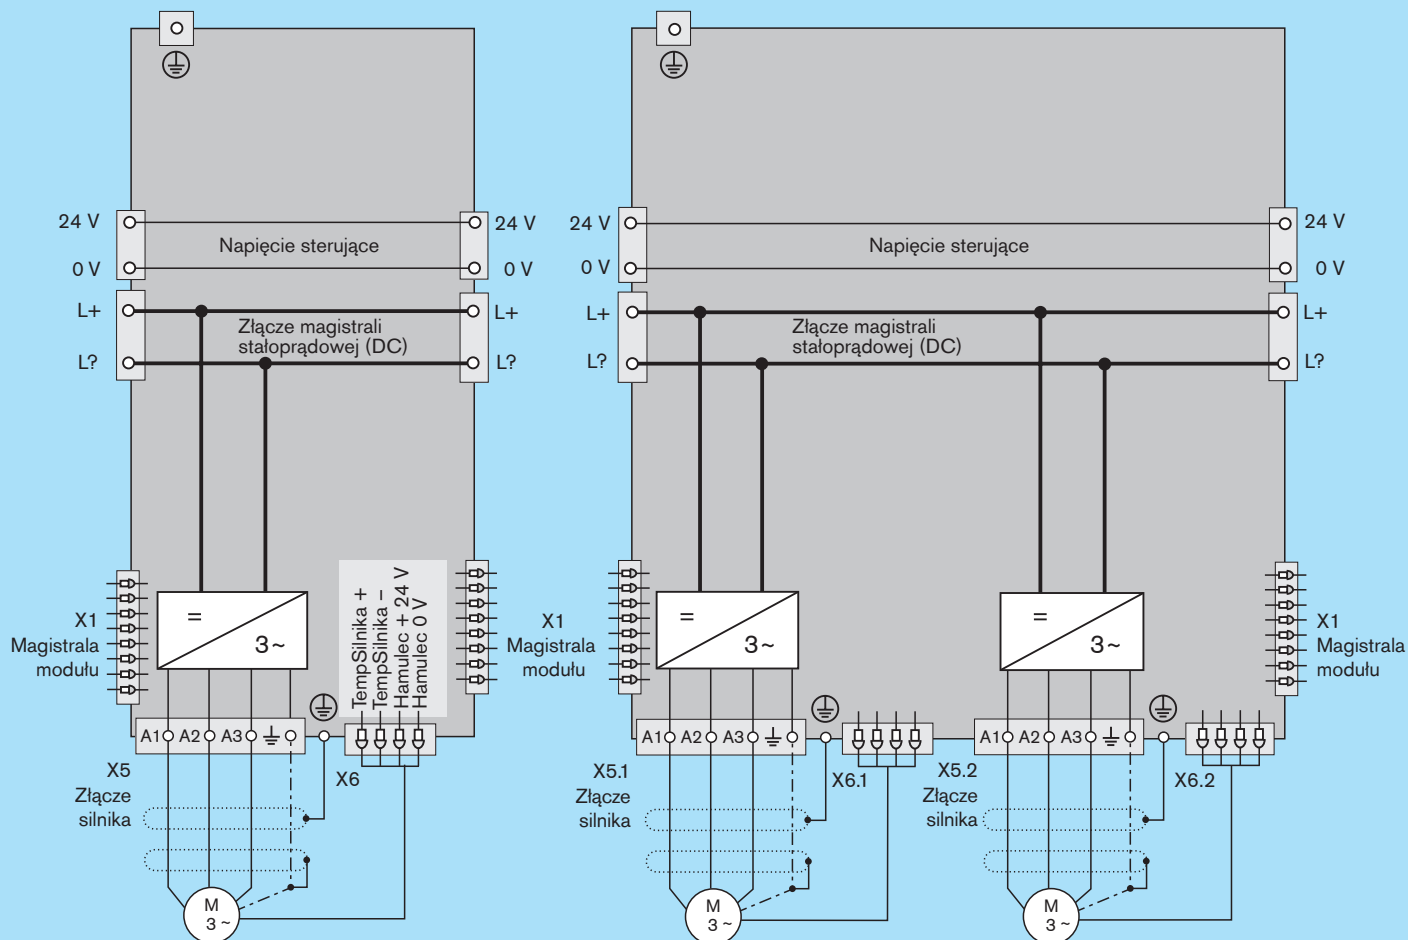 24 V
24 V
Napięcie sterujące
0 V
0 V
L+
L+
Złącze magistrali
stałoprądowej (DC)
L?
L?
X1
Magistrala
modułu
=
3~
TempSilnika +
TempSilnika –
Hamulec + 24 V
Hamulec 0 V
A1
A2
A3
X5
Złącze
silnika
X6
M
3 ~
24 V
24 V
Napięcie sterujące
0 V
0 V
L+
L+
Złącze magistrali
stałoprądowej (DC)
L?
L?
X1
Magistrala
modułu
=
3~
=
3~
X1
Magistrala
modułu
A1
A2
A3
A1
A2
A3
X5.1
Złącze
silnika
X6.1
X5.2
Złącze
silnika
X6.2
M
3 ~
M
3 ~